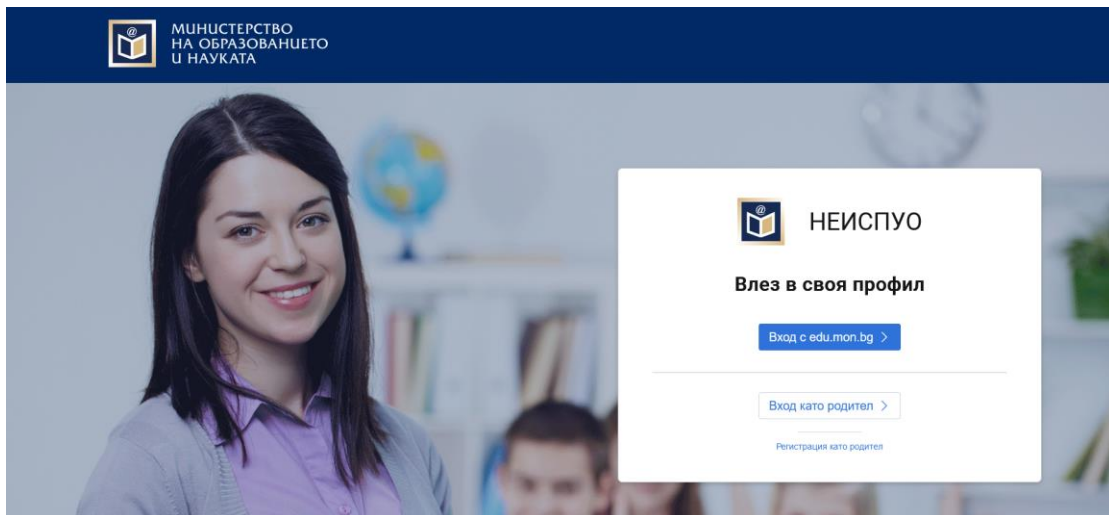 МИНИСТЕРСТВО
НА ОБРАЗОВАНИЕТО
И НАУКАТА
@
@
НЕИСПУО
Влез в своя профил
Вход с edu.mon.bg >
Вход като родител >
Регистрация като родител